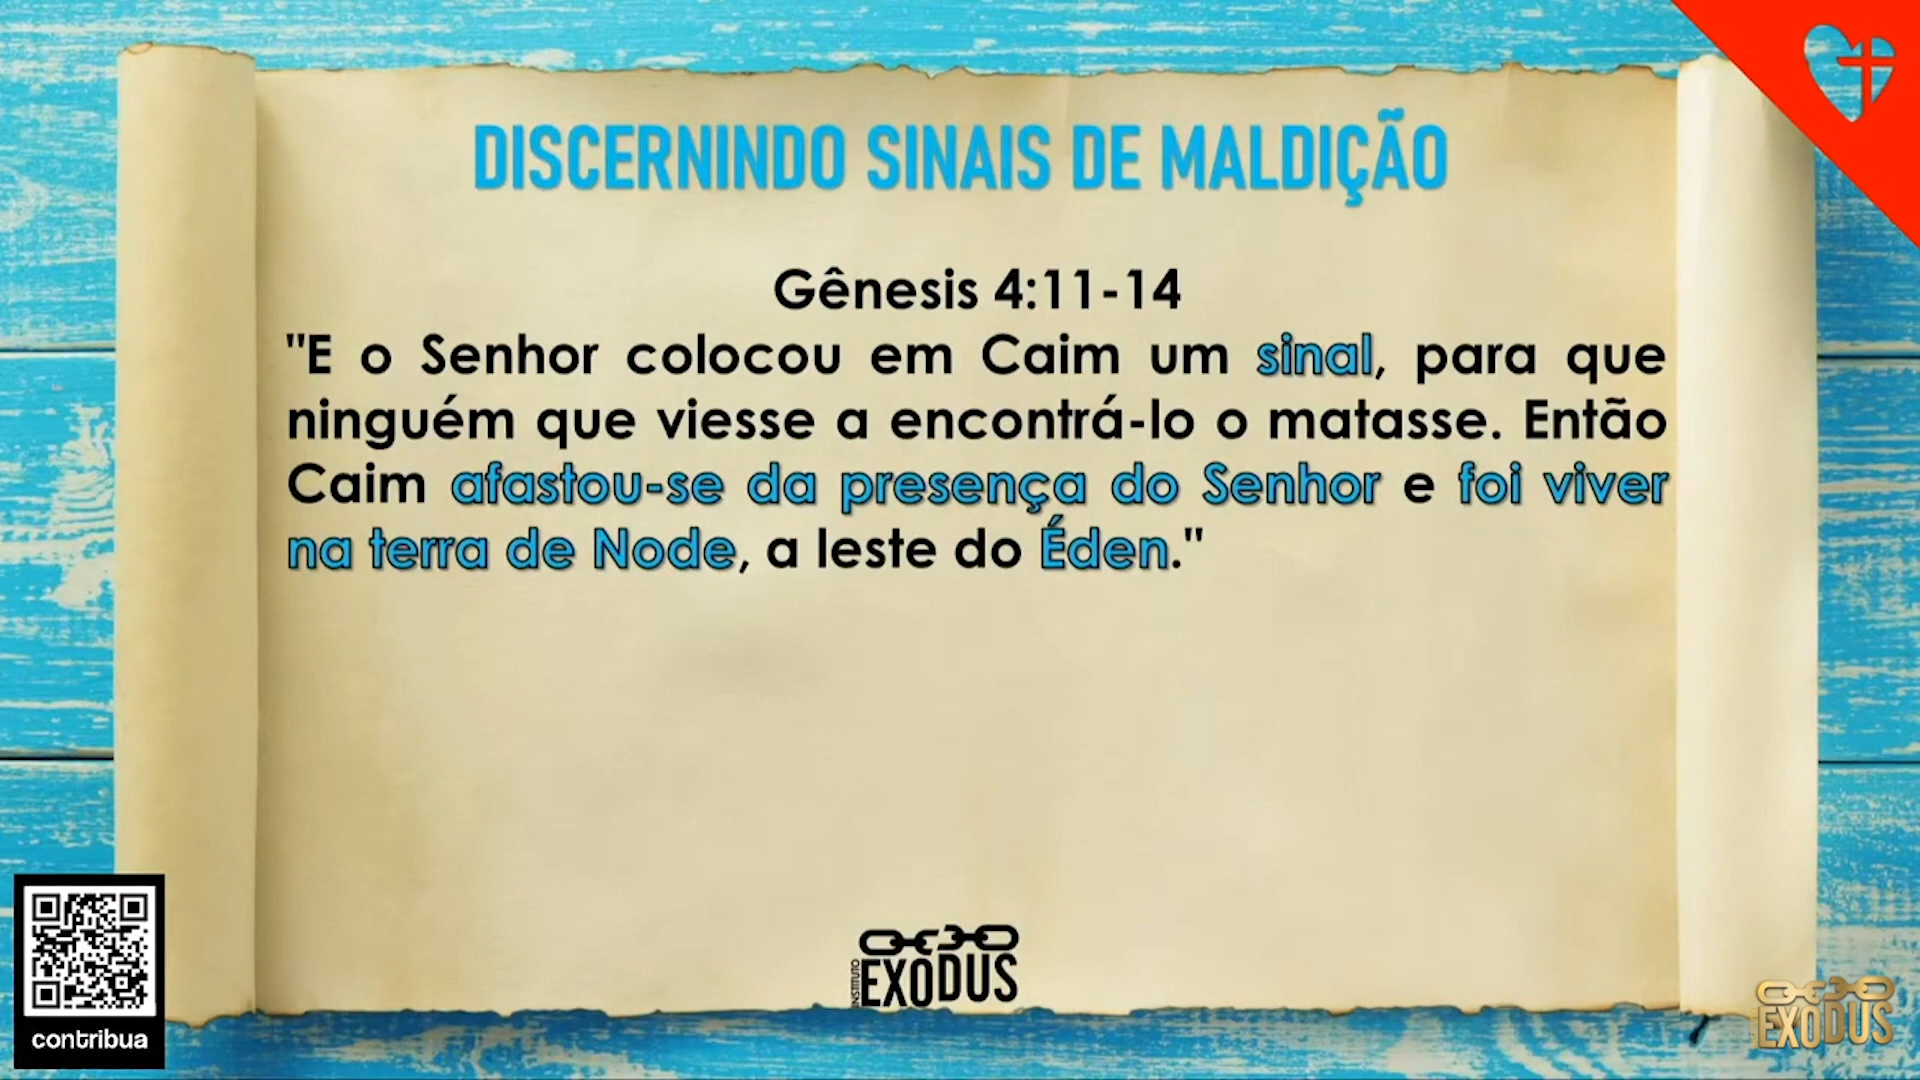 DISCERNINDO SINAIS DE MALDIÇÃO
Gênesis 4:11-14
"E o Senhor colocou em Caim um sinal, para que
ninguém que viesse a encontrá-lo o matasse. Então
Caim afastou-se da presença do Senhor e foi viver
na terra de Node, a leste do Éden."
INSTITUTO
EXODUS
contribua
EXODUS